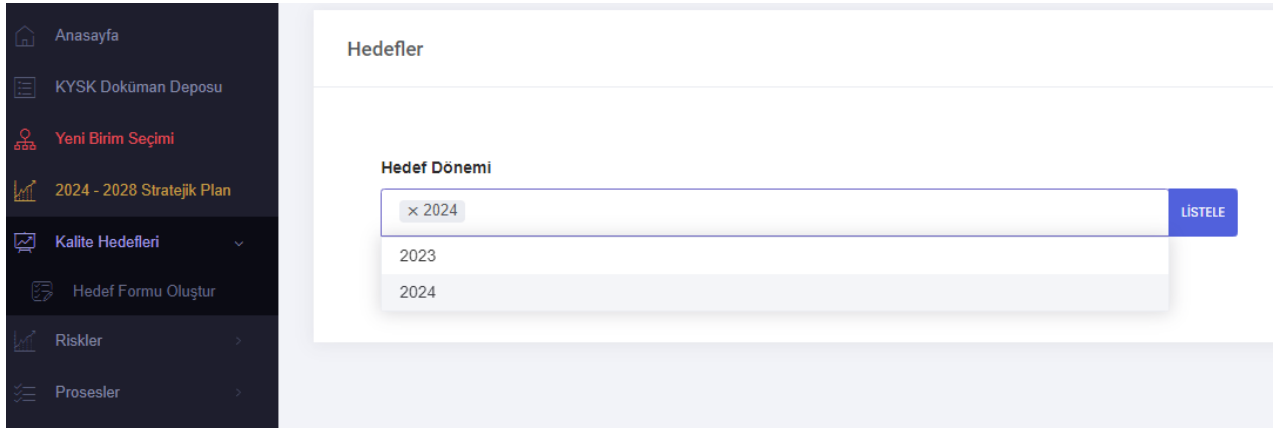 Anasayfa
KYSK Doküman Deposu
Yeni Birim Seçimi
2024 - 2028 Stratejik Plan
Kalite Hedefleri
Hedef Formu Oluştur
Riskler
Prosesler
Hedefler
Hedef Dönemi
× 2024
LİSTELE
2023
2024